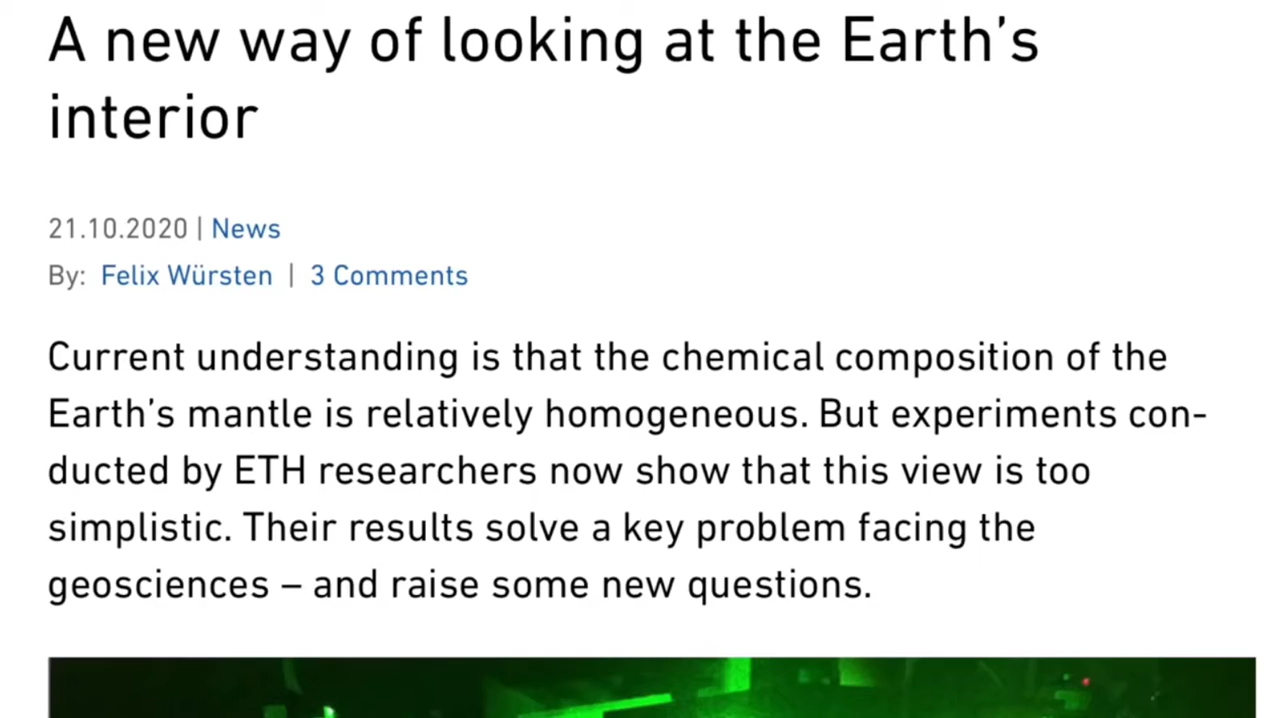 A new way of looking at the Earth’s
interior
21.10.2020 | News
By: Felix Würsten | 3 Comments
Current understanding is that the chemical composition of the
Earth’s mantle is relatively homogeneous. But experiments con-
ducted by ETH researchers now show that this view is too
simplistic. Their results solve a key problem facing the
geosciences – and raise some new questions.